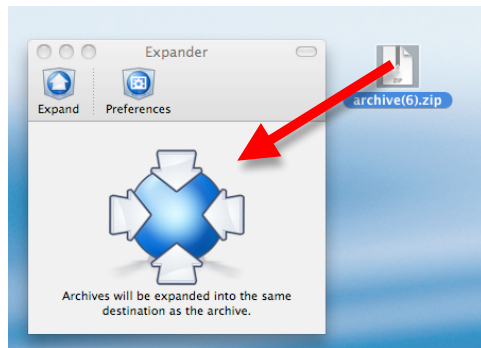 Expander
Expand Preferences
ZIP
archive(6).zip
Archives will be expanded into the same
destination as the archive.